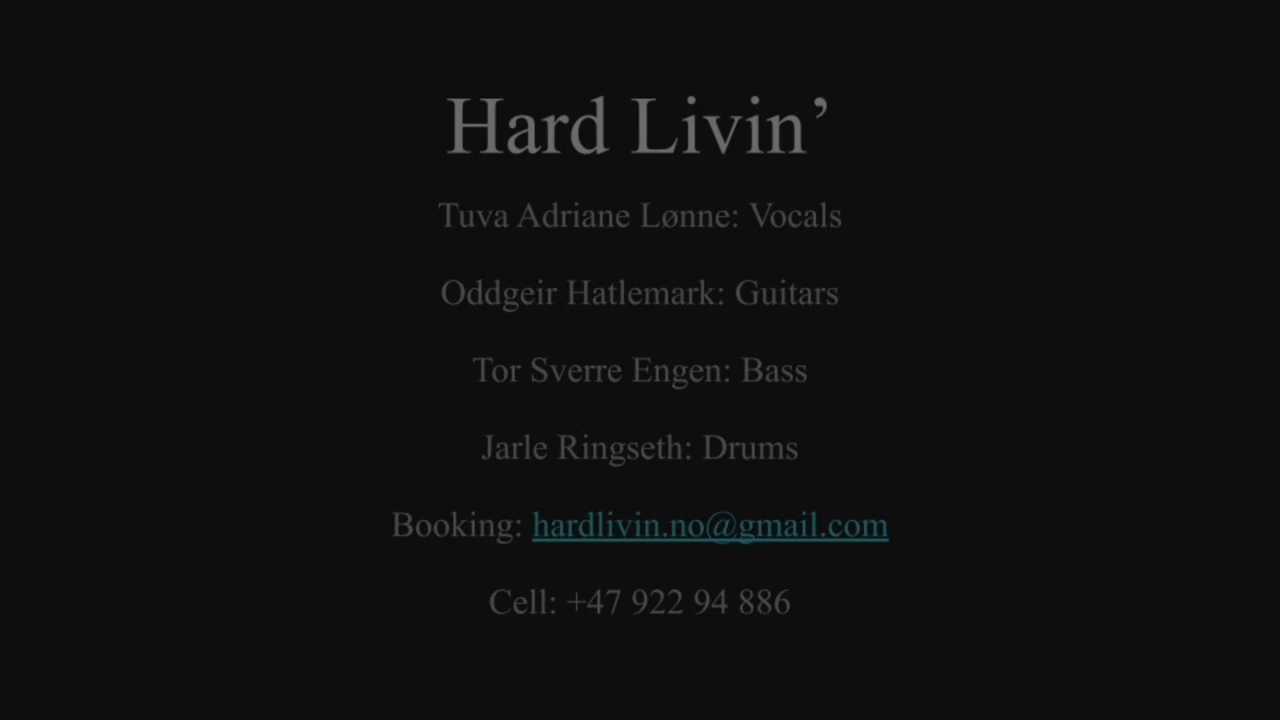 Hard Livin’
Tuva Adriane Lønne: Vocals
Oddgeir Hatlemark: Guitars
Tor Sverre Engen: Bass
Jarle Ringseth: Drums
Booking: hardlivin.no@gmail.com
Cell: +47 922 94 886